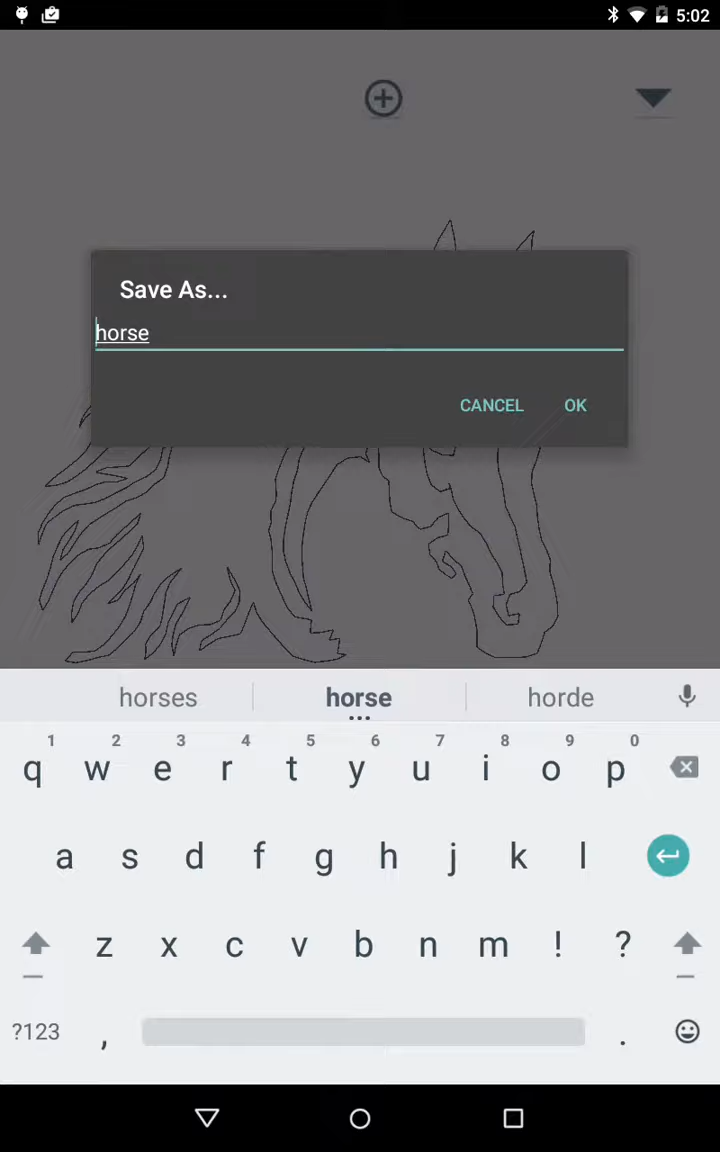 5:02
Save As...
horse
CANCEL OK
horses horse horde
1 2 3 4 5 6 7 8 9 0
q w e r t y u i o p
a s d f g h j k l
z x c v b n m ! ?
?123 , .